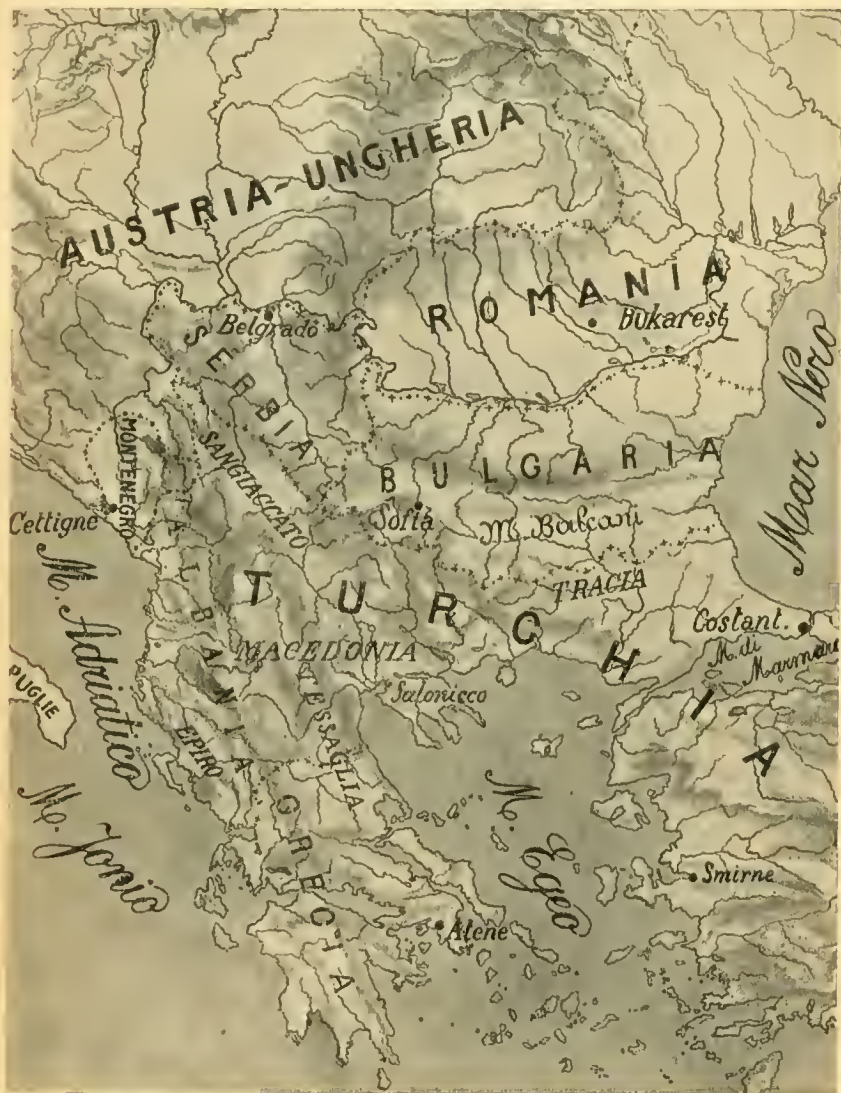 AUSTRIA-UNGHERIA
ROMANIA
Bukarest
Belgrado
SERBIA
Mar Nero
MONTENEGRO
SANGIACCATO
BULGARIA
Cettigne
Sofia
M. Balcani
M. Adriatico
ALBANIA
TURCHIA
TRACIA
Costant.
M. di
Marmara
MACEDONIA
PUGLIE
Salonicco
TESSAGLIA
EPIRO
M. Jonio
GRECIA
M. Egeo
Smirne
Atene